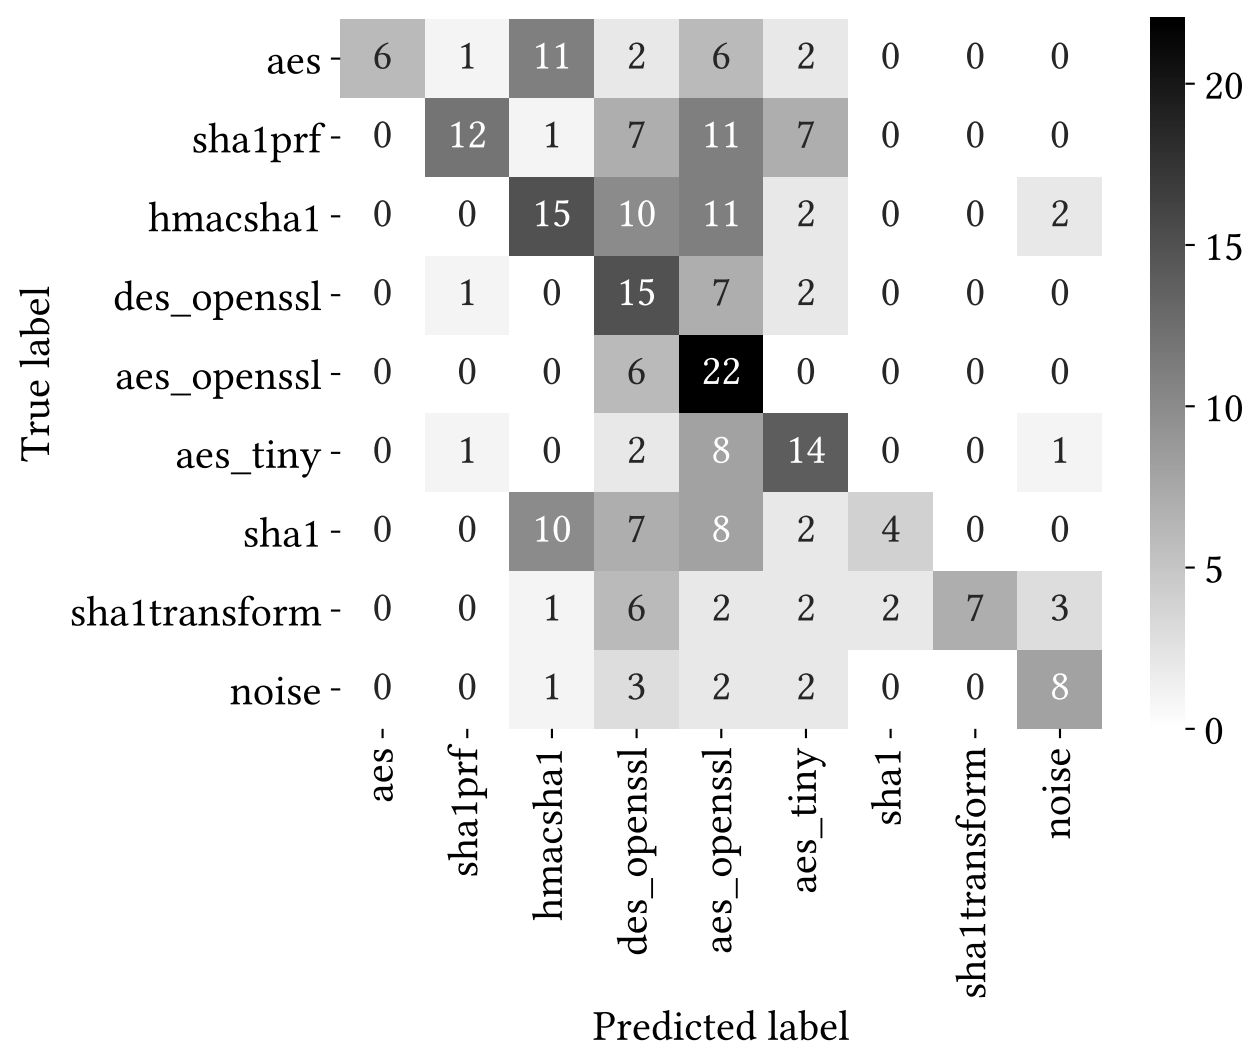 aes 6 1 11 2 6 2 0 0 0
sha1prf 0 12 1 7 11 7 0 0 0
hmacsha1 0 0 15 10 11 2 0 0 2
des_openssl 0 1 0 15 7 2 0 0 0
aes_openssl 0 0 0 6 22 0 0 0 0
aes_tiny 0 1 0 2 8 14 0 0 1
sha1 0 0 10 7 8 2 4 0 0
sha1transform 0 0 1 6 2 2 2 7 3
noise 0 0 1 3 2 2 0 0 8
True label
aes
sha1prf
hmacsha1
des_openssl
aes_openssl
aes_tiny
sha1
sha1transform
noise
Predicted label
20
15
10
5
0